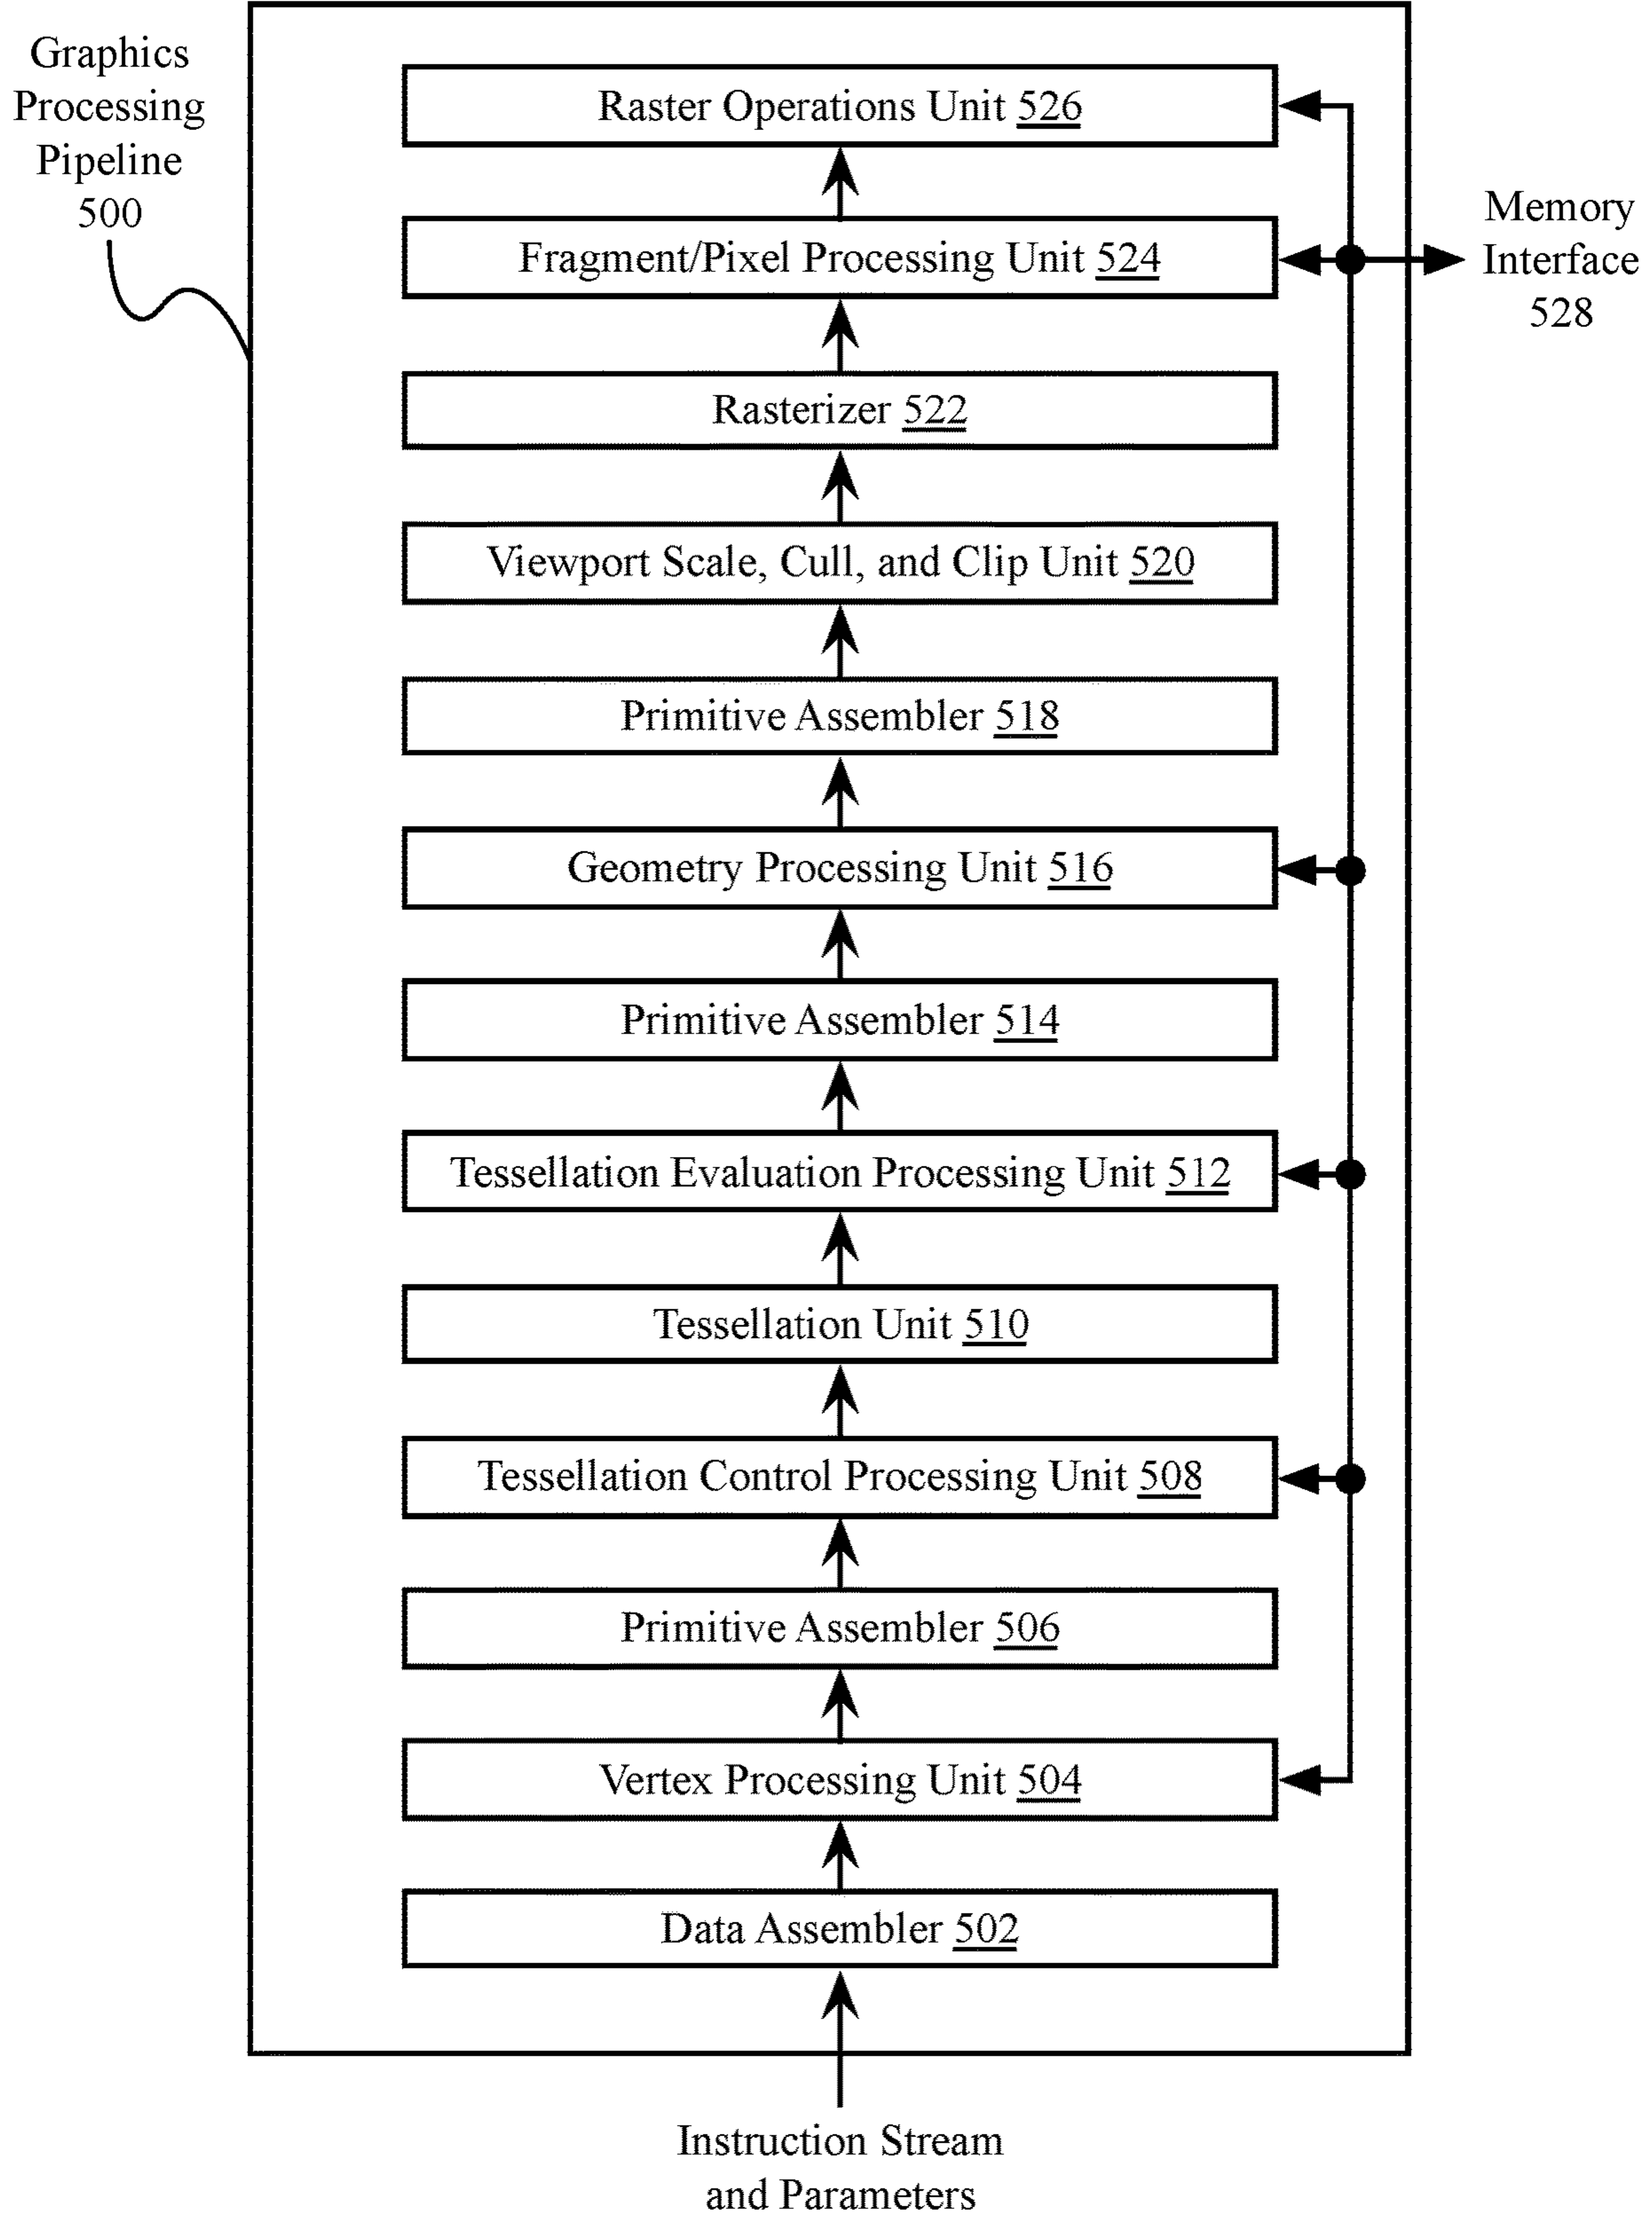 Graphics
Processing
Pipeline
500
Raster Operations Unit 526
Fragment/Pixel Processing Unit 524
Memory
Interface
528
Rasterizer 522
Viewport Scale, Cull, and Clip Unit 520
Primitive Assembler 518
Geometry Processing Unit 516
Primitive Assembler 514
Tessellation Evaluation Processing Unit 512
Tessellation Unit 510
Tessellation Control Processing Unit 508
Primitive Assembler 506
Vertex Processing Unit 504
Data Assembler 502
Instruction Stream
and Parameters